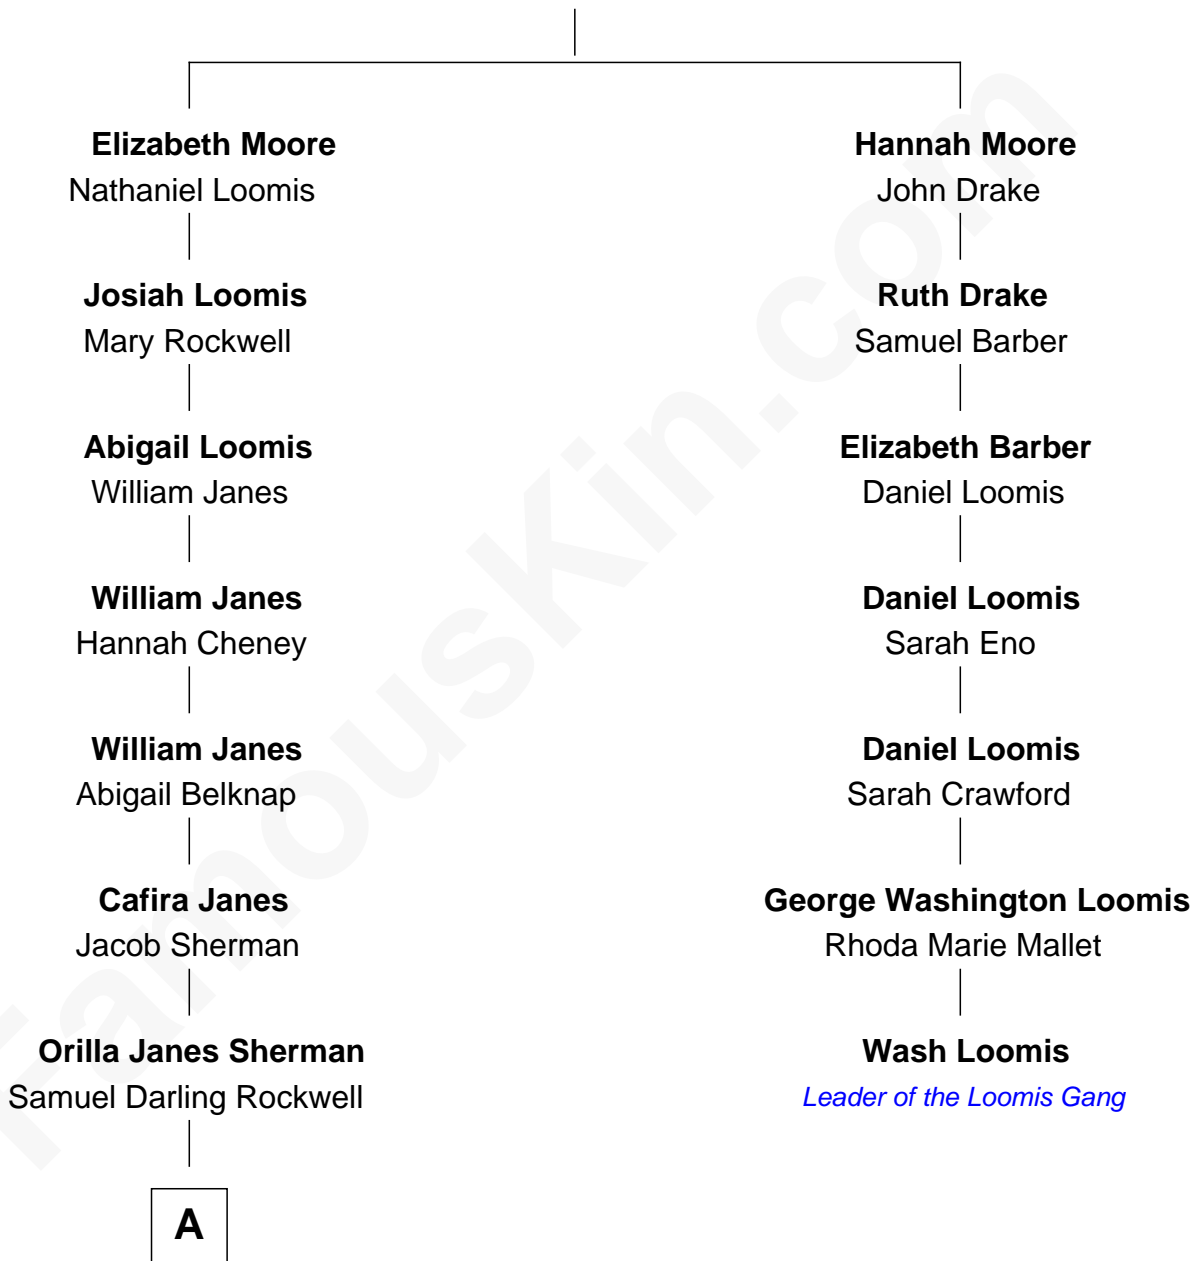 Elizabeth Moore
Nathaniel Loomis
Josiah Loomis
Mary Rockwell
Abigail Loomis
William Janes
William Janes
Hannah Cheney
William Janes
Abigail Belknap
Cafira Janes
Jacob Sherman
Orilla Janes Sherman
Samuel Darling Rockwell
A
Hannah Moore
John Drake
Ruth Drake
Samuel Barber
Elizabeth Barber
Daniel Loomis
Daniel Loomis
Sarah Eno
Daniel Loomis
Sarah Crawford
George Washington Loomis
Rhoda Marie Mallet
Wash Loomis
Leader of the Loomis Gang
FamousKin.com